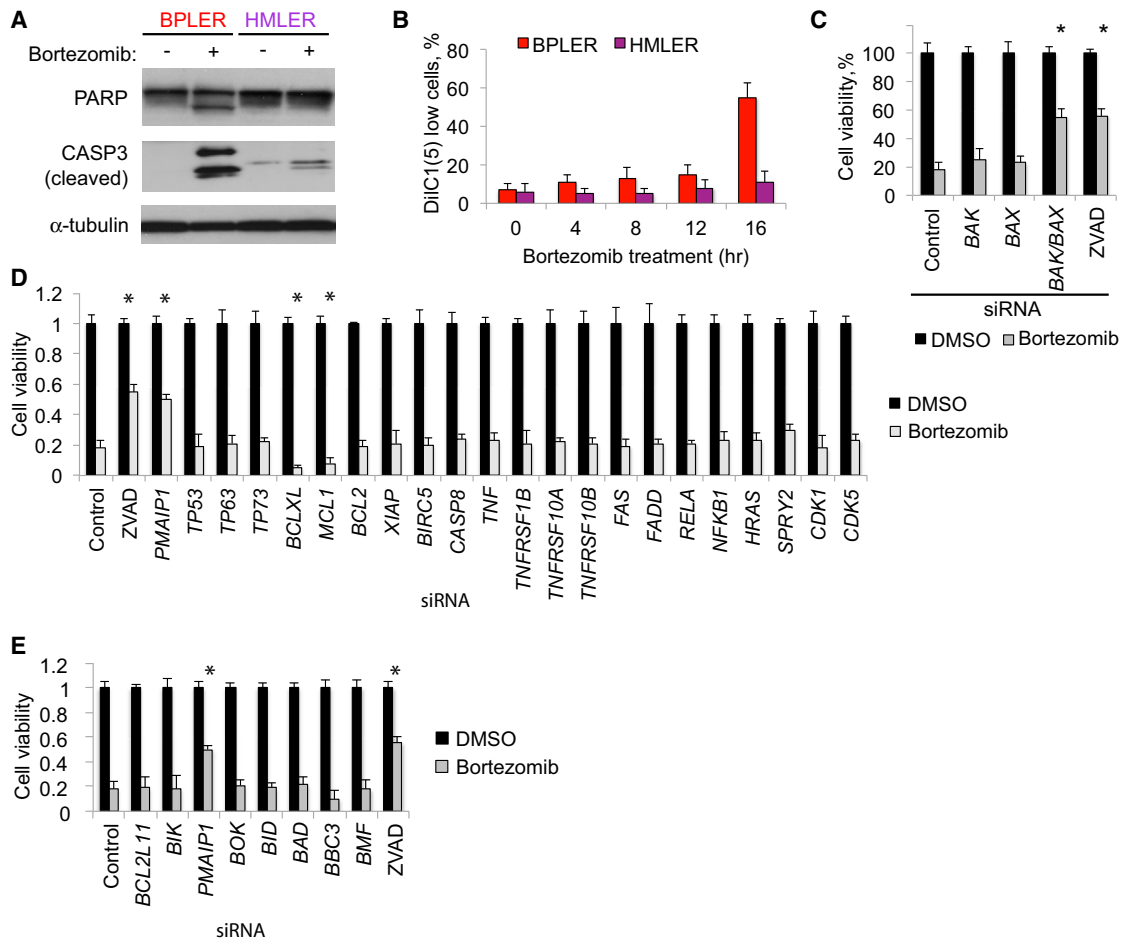 A
BPLER HMLER
Bortezomib: - + - +
PARP
CASP3
(cleaved)
α-tubulin
B
BPLER HMLER
DilC1(5) low cells, %
80
60
40
20
0
0 4 8 12 16
Bortezomib treatment (hr)
C
* *
Cell viability,%
100
80
60
40
20
0
Control BAK BAX BAK/BAX ZVAD
siRNA
DMSO Bortezomib
D
* * * *
Cell viability
1.2
1
0.8
0.6
0.4
0.2
0
Control ZVAD PMAIP1 TP53 TP63 TP73 BCLXL MCL1 BCL2 XIAP BIRC5 CASP8 TNF TNFRSF1B TNFRSF10A TNFRSF10B FAS FADD RELA NFKB1 HRAS SPRY2 CDK1 CDK5
siRNA
DMSO
Bortezomib
E
* *
Cell viability
1.2
1
0.8
0.6
0.4
0.2
0
Control BCL2L11 BIK PMAIP1 BOK BID BAD BBC3 BMF ZVAD
siRNA
DMSO
Bortezomib